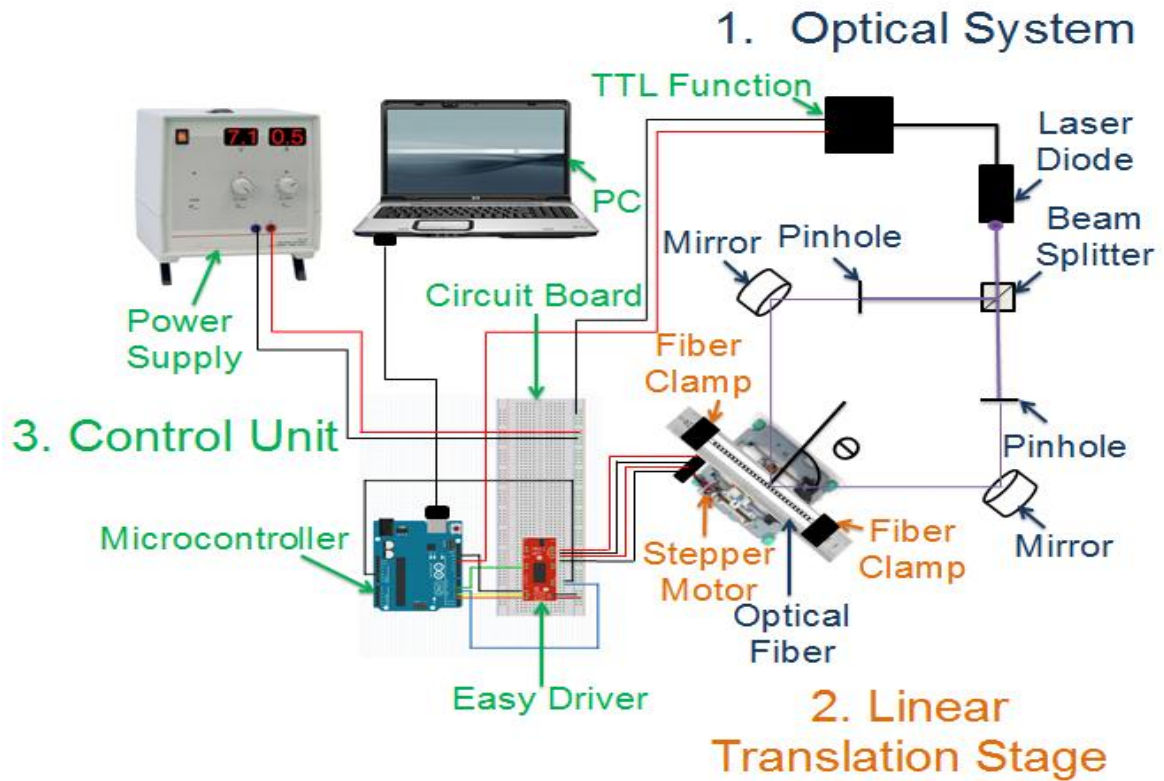 1. Optical System
TTL Function
Laser
Diode
PC
Beam
Splitter
Mirror
Pinhole
7.1 0.5
Circuit Board
Power
Supply
Fiber
Clamp
3. Control Unit
Θ
Pinhole
Microcontroller
Stepper
Motor
Fiber
Clamp
Mirror
Optical
Fiber
Easy Driver
2. Linear
Translation Stage